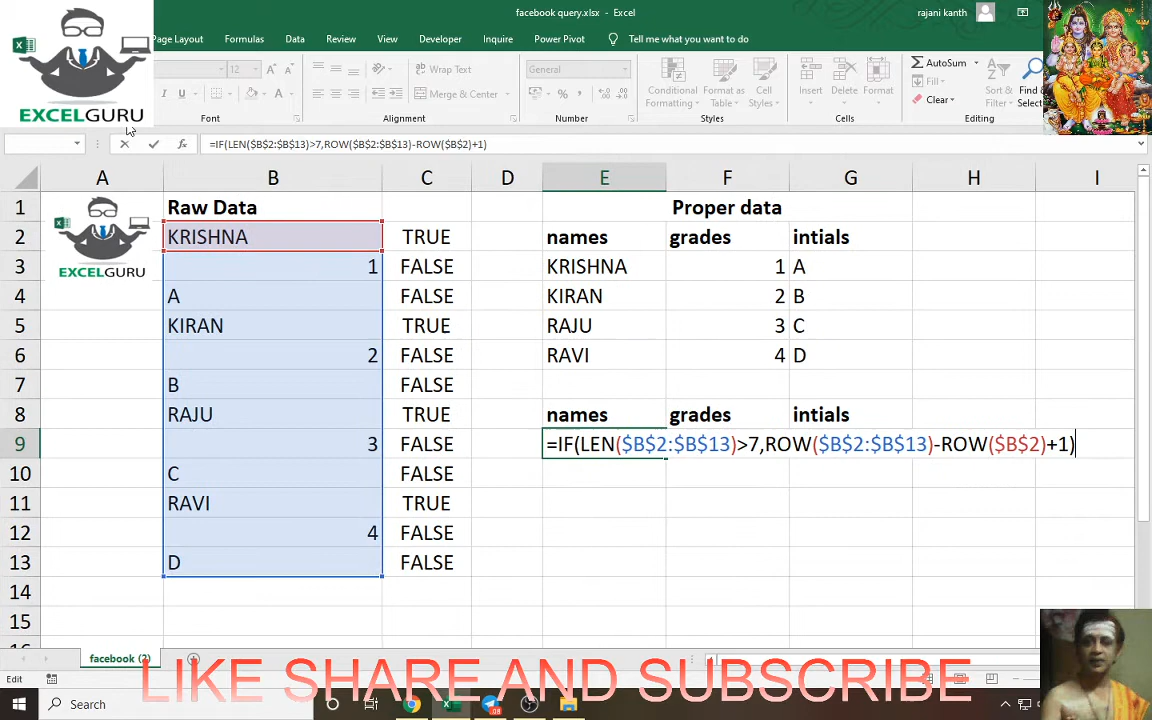 facebook query.xlsx - Excel
rajani kanth
Page Layout Formulas Data Review View Developer Inquire Power Pivot Tell me what you want to do
EXCELGURU
12 A A
Wrap Text
General
Merge & Center
I U
Conditional Formatting
Format as Table
Cell Styles
Insert
Delete
Format
AutoSum
Fill
Clear
Sort Filter
Find Select
Font Alignment Number Styles Cells Editing
=IF(LEN($B$2:$B$13)>7,ROW($B$2:$B$13)-ROW($B$2)+1)
A B C D E F G H I
1 Raw Data Proper data
2 KRISHNA TRUE names grades intials
3 1 FALSE KRISHNA 1 A
EXCELGURU
4 A FALSE KIRAN 2 B
5 KIRAN TRUE RAJU 3 C
6 2 FALSE RAVI 4 D
7 B FALSE
8 RAJU TRUE names grades intials
9 3 FALSE =IF(LEN($B$2:$B$13)>7,ROW($B$2:$B$13)-ROW($B$2)+1)
10 C FALSE
11 RAVI TRUE
12 4 FALSE
13 D FALSE
14
15
16
facebook (2)
Edit
LIKE SHARE AND SUBSCRIBE
Search